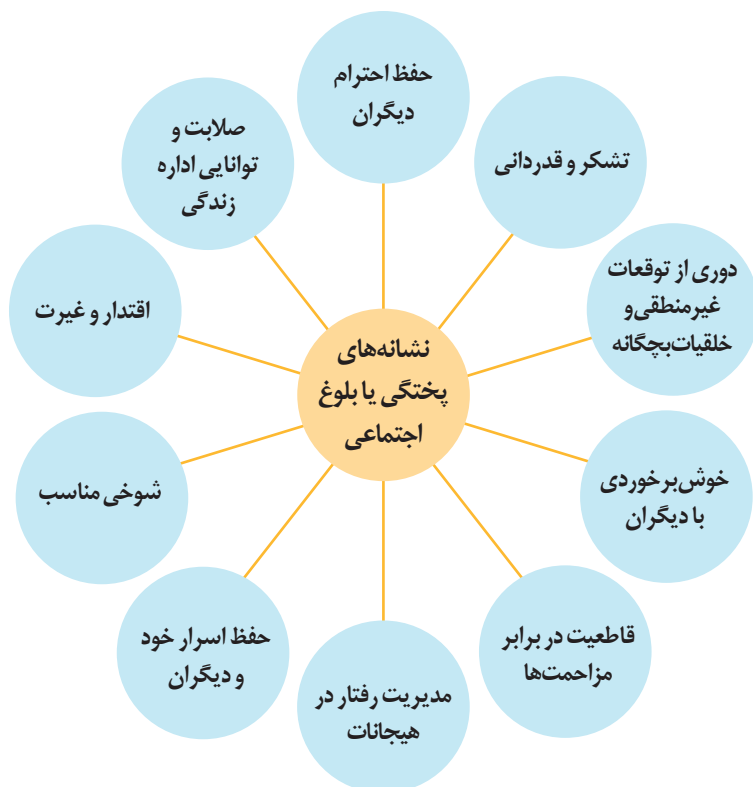 نشانه‌های
پختگی یا بلوغ
اجتماعی
حفظ احترام
دیگران
تشکر و قدردانی
دوری از توقعات
غیرمنطقی و
خلقیات‌بچگانه
خوش‌برخوردی
با دیگران
قاطعیت در برابر
مزاحمت‌ها
مدیریت رفتار در
هیجانات
حفظ اسرار خود
و دیگران
شوخی مناسب
اقتدار و غیرت
صلابت و
توانایی اداره
زندگی